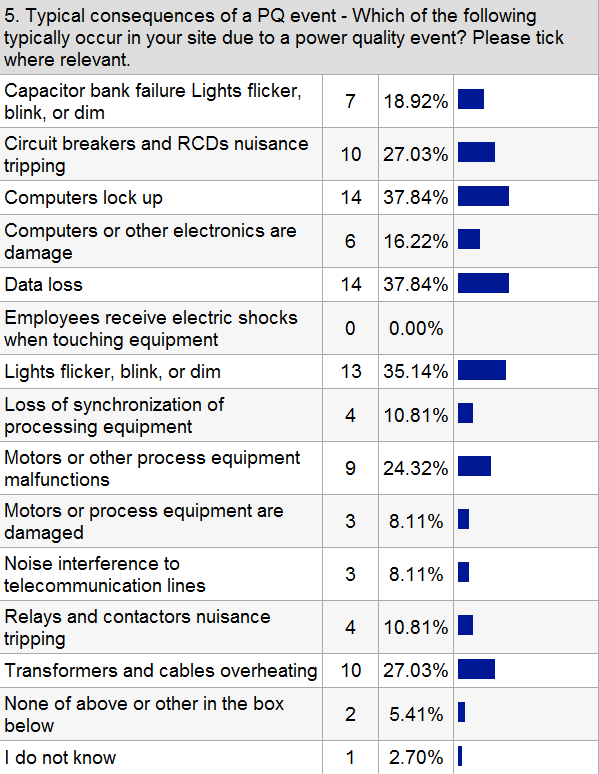 5. Typical consequences of a PQ event - Which of the following
typically occur in your site due to a power quality event? Please tick
where relevant.
Capacitor bank failure Lights flicker,
blink, or dim
7 18.92%
Circuit breakers and RCDs nuisance
tripping
10 27.03%
Computers lock up 14 37.84%
Computers or other electronics are
damage
6 16.22%
Data loss 14 37.84%
Employees receive electric shocks
when touching equipment
0 0.00%
Lights flicker, blink, or dim 13 35.14%
Loss of synchronization of
processing equipment
4 10.81%
Motors or other process equipment
malfunctions
9 24.32%
Motors or process equipment are
damaged
3 8.11%
Noise interference to
telecommunication lines
3 8.11%
Relays and contactors nuisance
tripping
4 10.81%
Transformers and cables overheating 10 27.03%
None of above or other in the box
below
2 5.41%
I do not know 1 2.70%